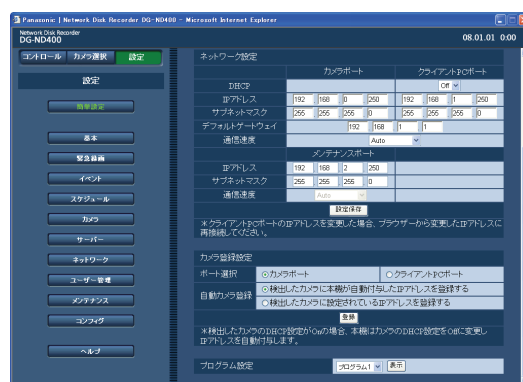 Panasonic | Network Disk Recorder DG-ND400 - Microsoft Internet Explorer
Network Disk Recorder
DG-ND400
08.01.01 0:00
コントロール カメラ選択 設定
設定
簡単設定
基本
緊急録画
イベント
スケジュール
カメラ
サーバー
ネットワーク
ユーザー管理
メンテナンス
コンフィグ
ヘルプ
ネットワーク設定
カメラポート クライアントPCポート
DHCP Off
IPアドレス 192 168 0 250 192 168 1 250
サブネットマスク 255 255 255 0 255 255 255 0
デフォルトゲートウェイ 192 168 1 1
通信速度 Auto
メンテナンスポート
IPアドレス 192 168 2 250
サブネットマスク 255 255 255 0
通信速度 Auto
設定保存
※クライアントPCポートのIPアドレスを変更した場合、ブラウザーから変更したIPアドレスに
再接続してください。
カメラ登録設定
ポート選択 カメラポート クライアントPCポート
自動カメラ登録 検出したカメラに本機が自動付与したIPアドレスを登録する
検出したカメラに設定されているIPアドレスを登録する
登録
※検出したカメラのDHCP設定がOnの場合、本機はカメラのDHCP設定をOffに変更し
IPアドレスを自動付与します。
プログラム設定 プログラム1 表示